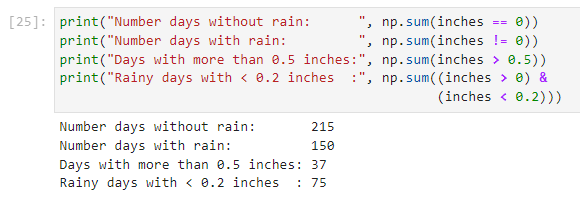 [25]: print("Number days without rain:      ", np.sum(inches == 0))
print("Number days with rain:         ", np.sum(inches != 0))
print("Days with more than 0.5 inches:", np.sum(inches > 0.5))
print("Rainy days with < 0.2 inches  :", np.sum((inches > 0) &
                                                (inches < 0.2)))
Number days without rain:       215
Number days with rain:          150
Days with more than 0.5 inches: 37
Rainy days with < 0.2 inches  : 75